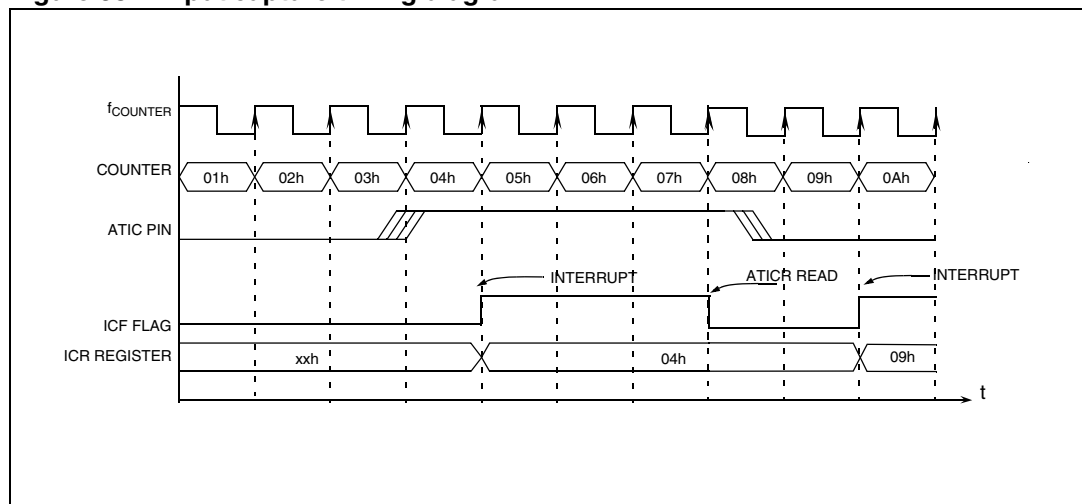 fCOUNTER
COUNTER 01h 02h 03h 04h 05h 06h 07h 08h 09h 0Ah
ATIC PIN
INTERRUPT ATICR READ INTERRUPT
ICF FLAG
ICR REGISTER xxh 04h 09h
t